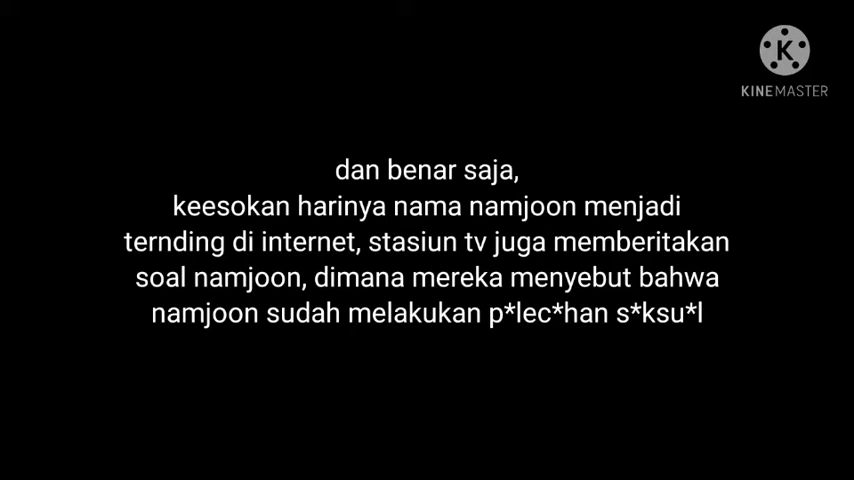 KINEMASTER
dan benar saja,
keesokan harinya nama namjoon menjadi
ternding di internet, stasiun tv juga memberitakan
soal namjoon, dimana mereka menyebut bahwa
namjoon sudah melakukan p*lec*han s*ksu*l